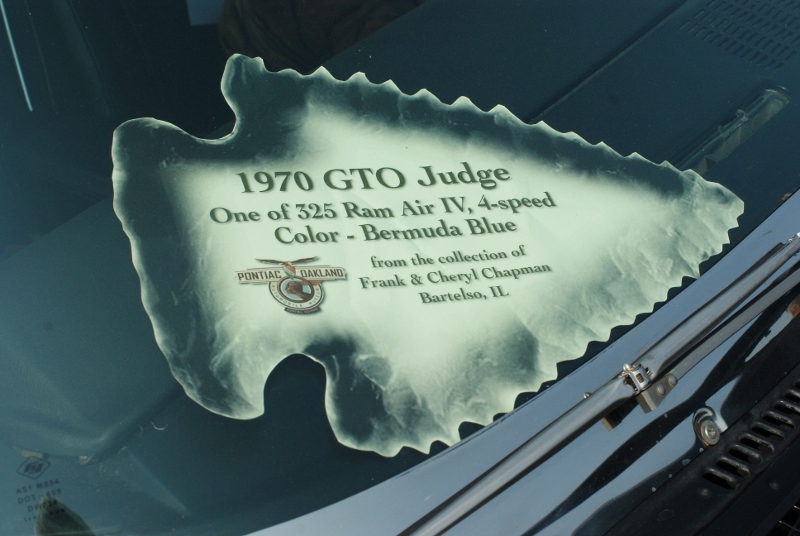 1970 GTO Judge
One of 325 Ram Air IV, 4-speed
Color - Bermuda Blue
from the collection of
Frank & Cheryl Chapman
Bartelso, IL
PONTIAC OAKLAND